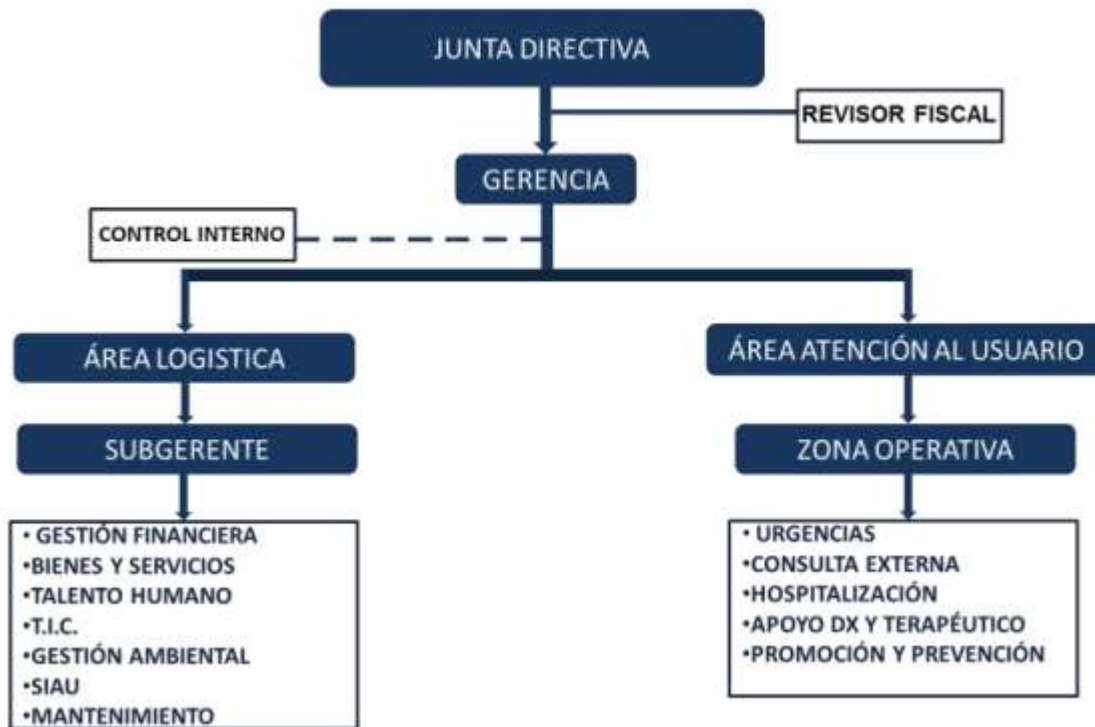 JUNTA DIRECTIVA
REVISOR FISCAL
GERENCIA
CONTROL INTERNO
ÁREA LOGISTICA
ÁREA ATENCIÓN AL USUARIO
SUBGERENTE
ZONA OPERATIVA
• GESTIÓN FINANCIERA
•BIENES Y SERVICIOS
•TALENTO HUMANO
•T.I.C.
•GESTIÓN AMBIENTAL
•SIAU
•MANTENIMIENTO
• URGENCIAS
•CONSULTA EXTERNA
•HOSPITALIZACIÓN
•APOYO DX Y TERAPÉUTICO
•PROMOCIÓN Y PREVENCIÓN